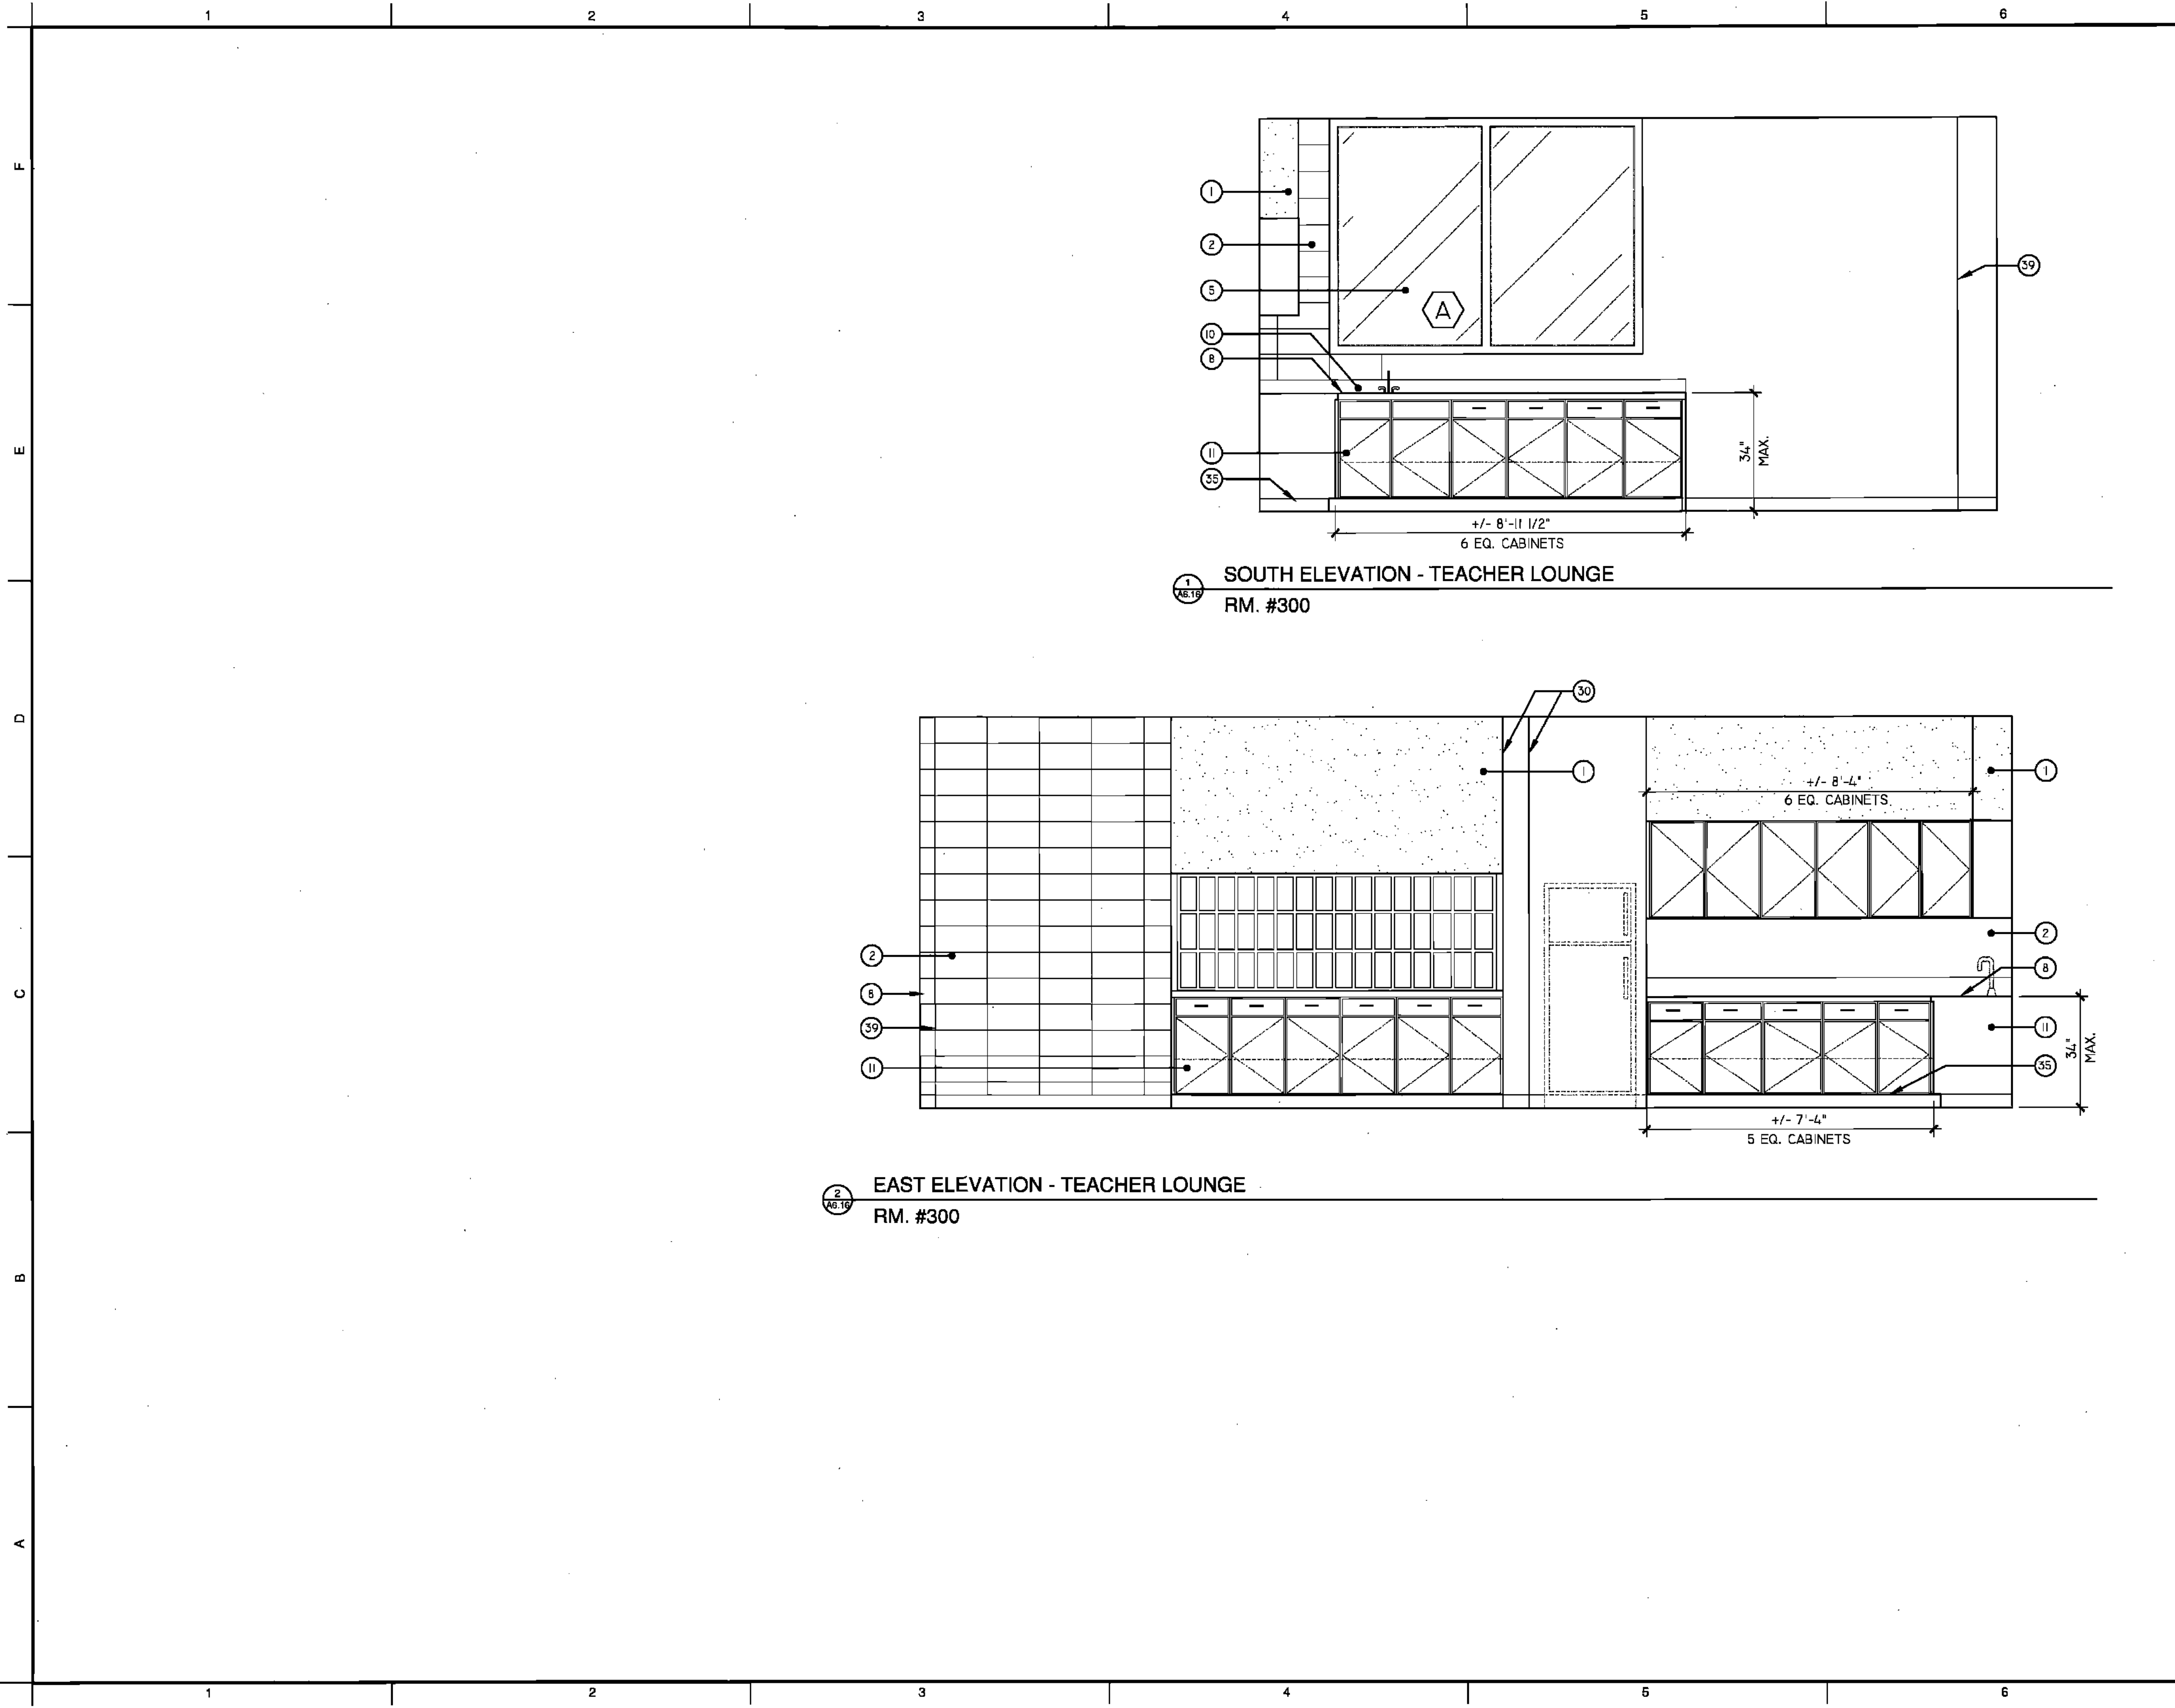 1 2 3 4 5 6
F
E
D
C
B
A
1
2
5
10
8
11
35
39
A
34"
MAX.
+/- 8'-11 1/2"
6 EQ. CABINETS
1
A6.16
SOUTH ELEVATION - TEACHER LOUNGE
RM. #300
30
1
1
+/- 8'-4"
6 EQ. CABINETS
2
8
39
11
2
8
11
35
34"
MAX.
+/- 7'-4"
5 EQ. CABINETS
2
A6.16
EAST ELEVATION - TEACHER LOUNGE
RM. #300
1 2 3 4 5 6